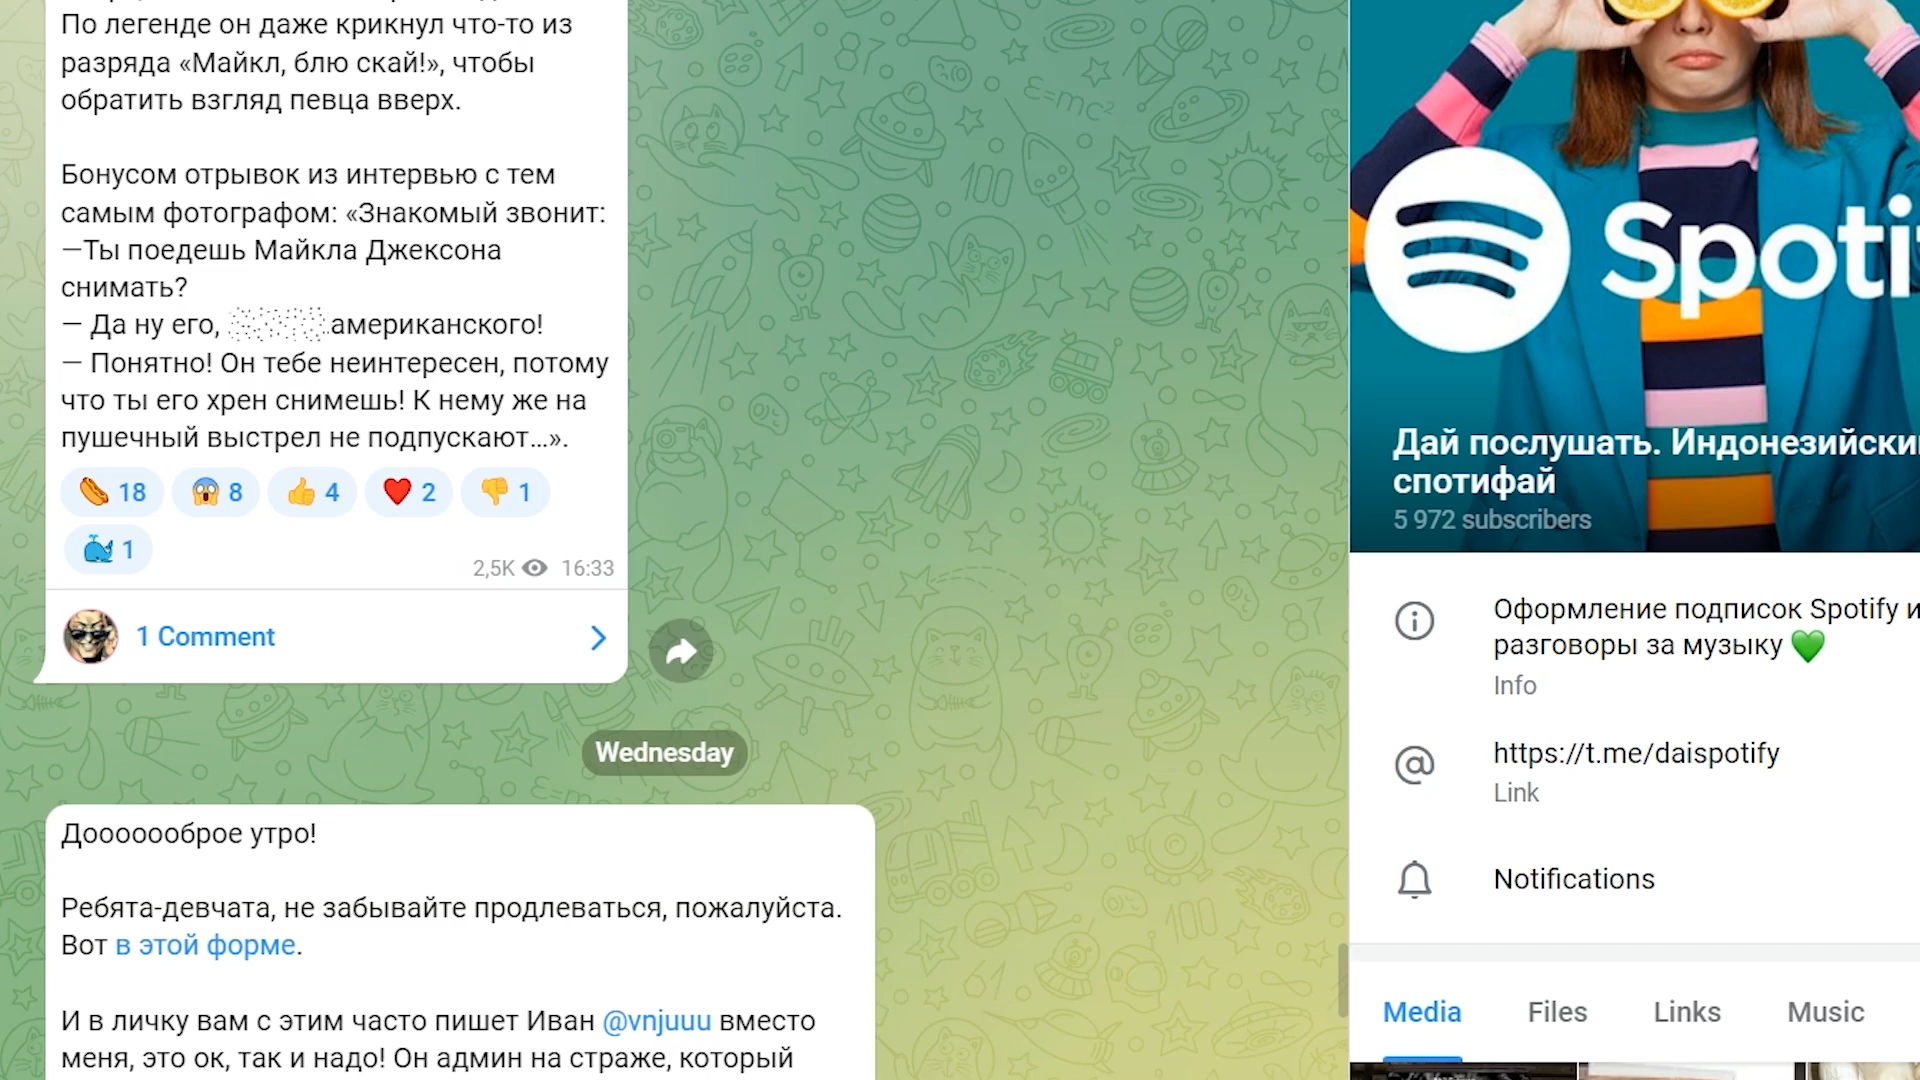 По легенде он даже крикнул что-то из
разряда «Майкл, блю скай!», чтобы
обратить взгляд певца вверх.
Бонусом отрывок из интервью с тем
самым фотографом: «Знакомый звонит:
—Ты поедешь Майкла Джексона
снимать?
— Да ну его, американского!
— Понятно! Он тебе неинтересен, потому
что ты его хрен снимешь! К нему же на
пушечный выстрел не подпускают...».
18 8 4 2 1
1
2,5K 16:33
1 Comment
Wednesday
Дооооооброе утро!
Ребята-девчата, не забывайте продлеваться, пожалуйста.
Вот в этой форме.
И в личку вам с этим часто пишет Иван @vnjuuu вместо
меня, это ок, так и надо! Он админ на страже, который
Spoti
Дай послушать. Индонезийски
спотифай
5 972 subscribers
Оформление подписок Spotify и
разговоры за музыку
Info
https://t.me/daispotify
Link
Notifications
Media Files Links Music